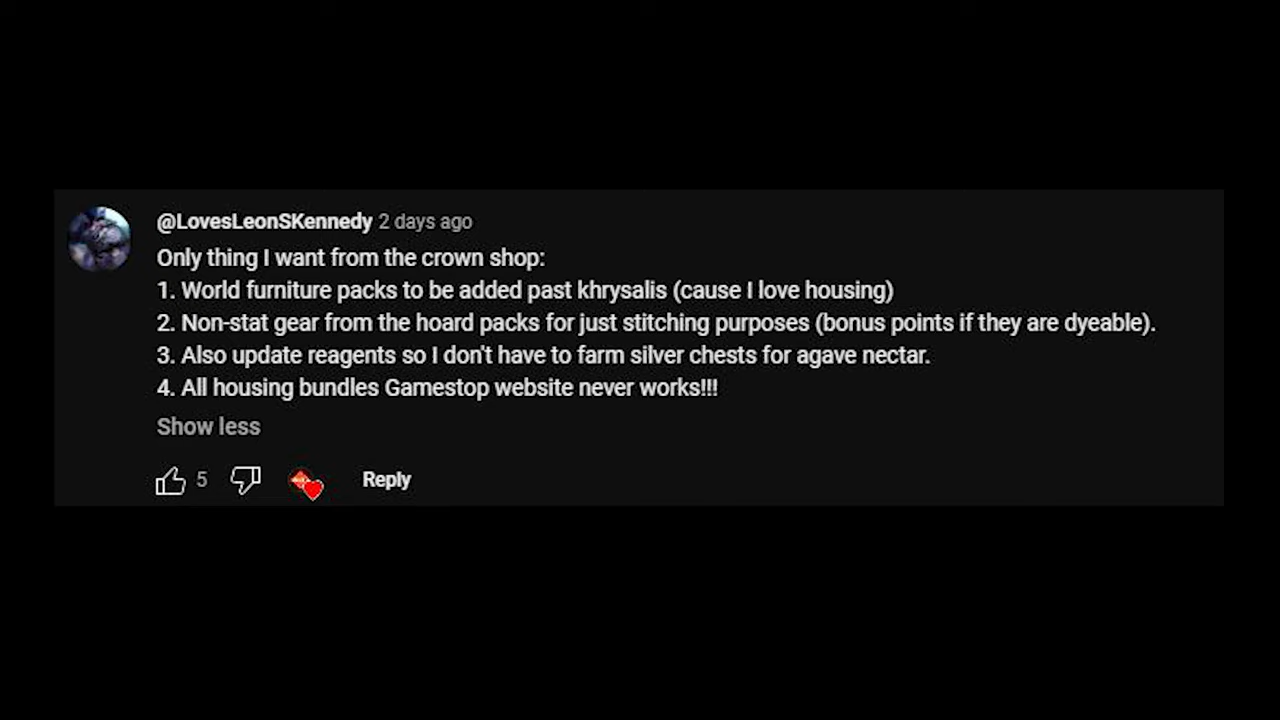 @LovesLeonSKennedy 2 days ago
Only thing I want from the crown shop:
1. World furniture packs to be added past khrysalis (cause I love housing)
2. Non-stat gear from the hoard packs for just stitching purposes (bonus points if they are dyeable).
3. Also update reagents so I don't have to farm silver chests for agave nectar.
4. All housing bundles Gamestop website never works!!!
Show less
5 Reply